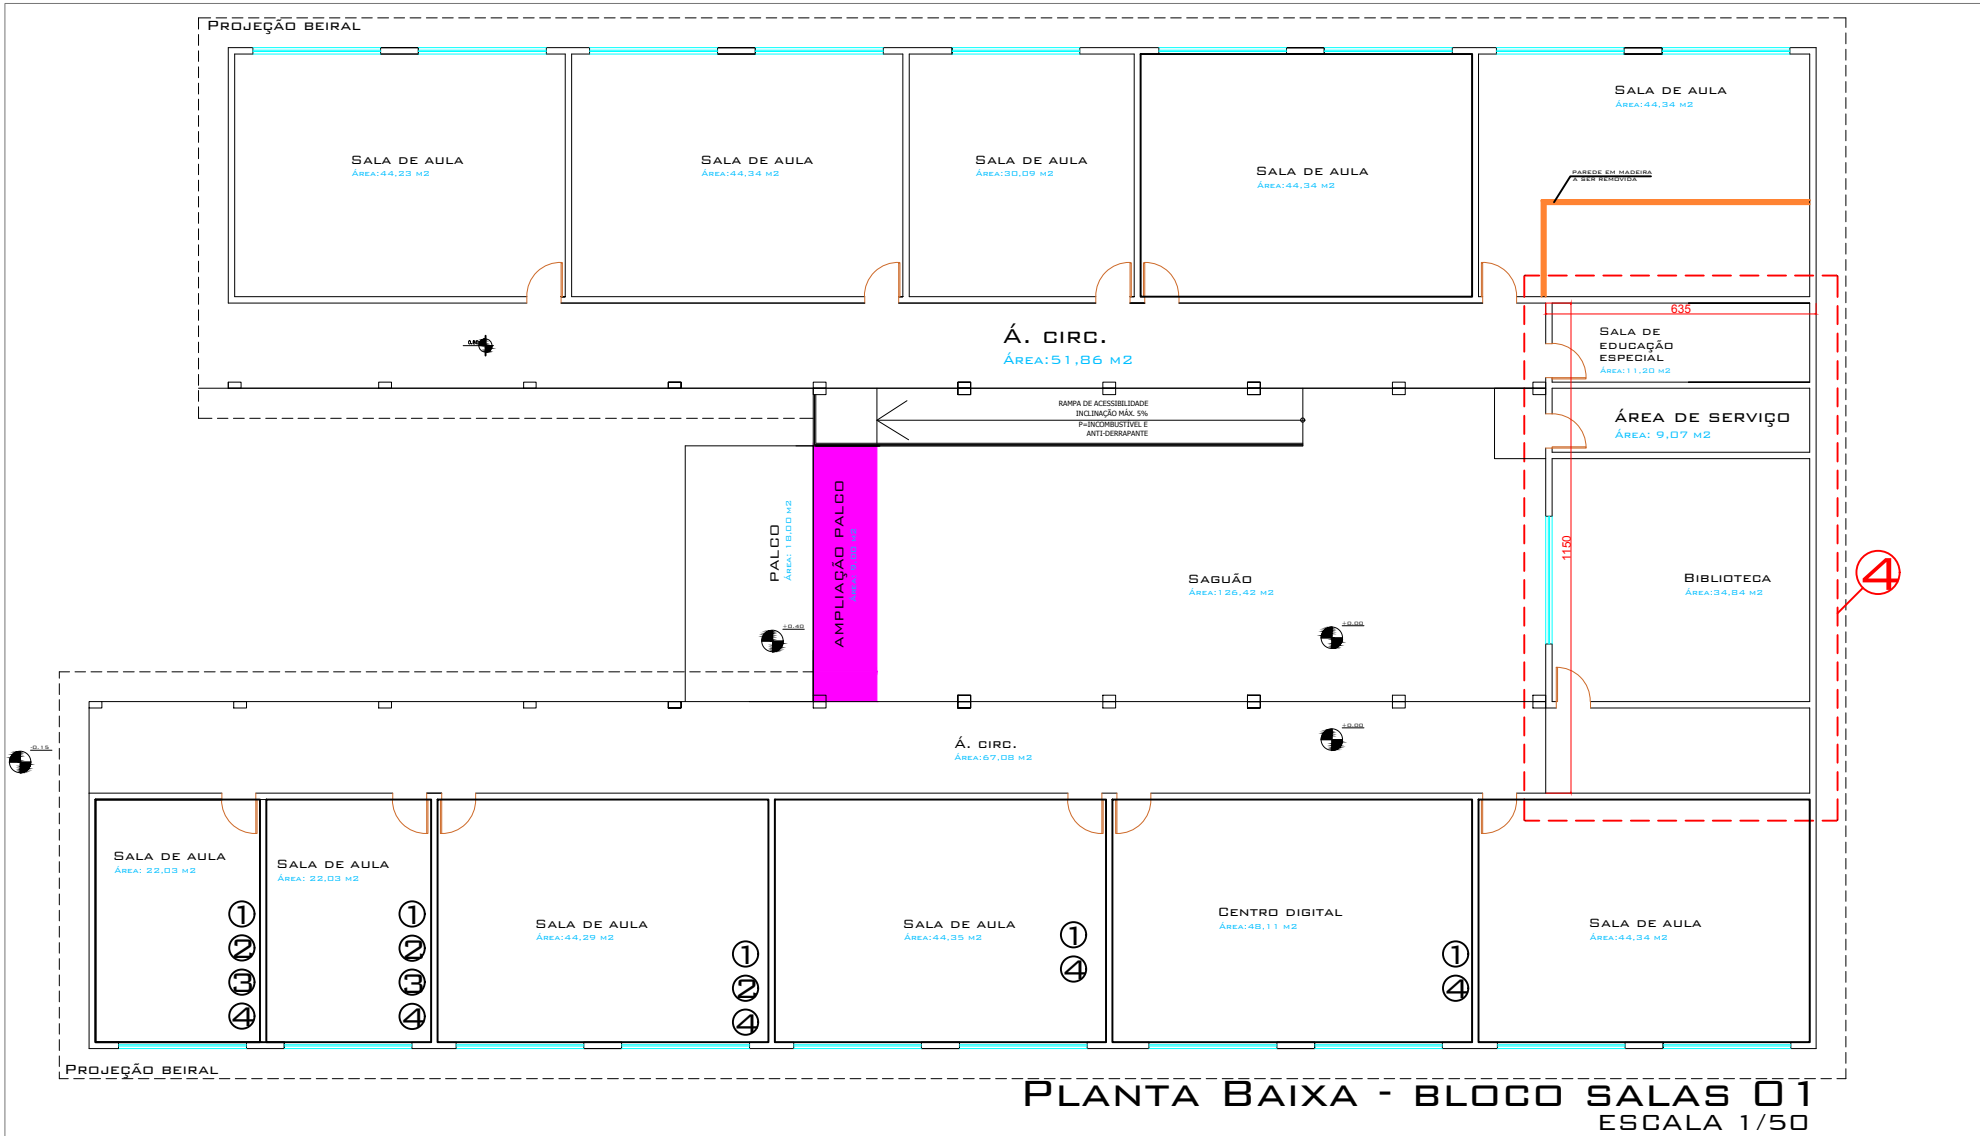 Projeção beiral
Sala de aula
Área:44,23 m2
Sala de aula
Área:44,34 m2
Sala de aula
Área:30,09 m2
Sala de aula
Área:44,34 m2
Sala de aula
Área:44,34 m2
Parede em madeira
a ser removida
Á. circ.
Área:51,86 m2
635
Sala de
educação
especial
Área:11,20 m2
Rampa de acessibilidade
inclinação máx. 5%
P=incombustível e
anti-derrapante
Área de serviço
Área: 9,07 m2
Palco
Área: 18,00 m2
Ampliação palco
1150
Saguão
Área:126,42 m2
Biblioteca
Área:34,84 m2
4
+0.40
+0.00
+0.00
-0.15
Á. circ.
Área:67,08 m2
Sala de aula
Área: 22,03 m2
1
2
3
4
Sala de aula
Área: 22,03 m2
1
2
3
4
Sala de aula
Área:44,29 m2
1
2
4
Sala de aula
Área:44,35 m2
1
4
Centro digital
Área:48,11 m2
1
4
Sala de aula
Área:44,34 m2
Projeção beiral
Planta Baixa - bloco salas 01
ESCALA 1/50